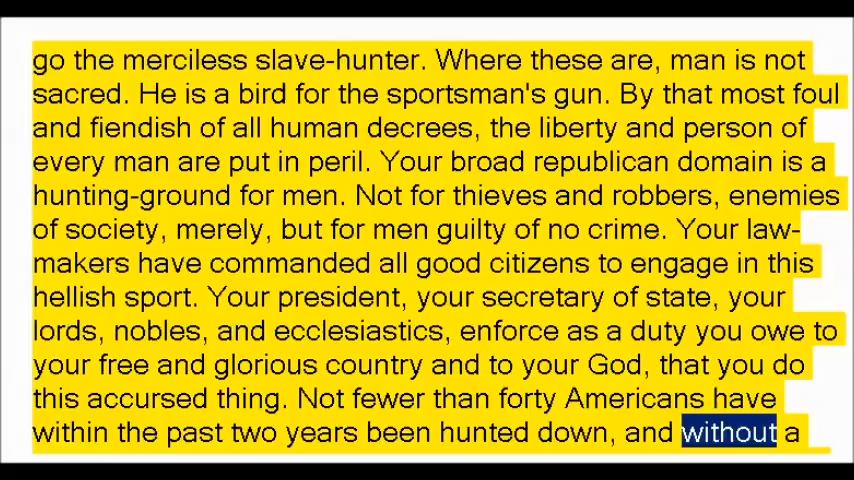 go the merciless slave-hunter. Where these are, man is not
sacred. He is a bird for the sportsman's gun. By that most foul
and fiendish of all human decrees, the liberty and person of
every man are put in peril. Your broad republican domain is a
hunting-ground for men. Not for thieves and robbers, enemies
of society, merely, but for men guilty of no crime. Your law-
makers have commanded all good citizens to engage in this
hellish sport. Your president, your secretary of state, your
lords, nobles, and ecclesiastics, enforce as a duty you owe to
your free and glorious country and to your God, that you do
this accursed thing. Not fewer than forty Americans have
within the past two years been hunted down, and without a